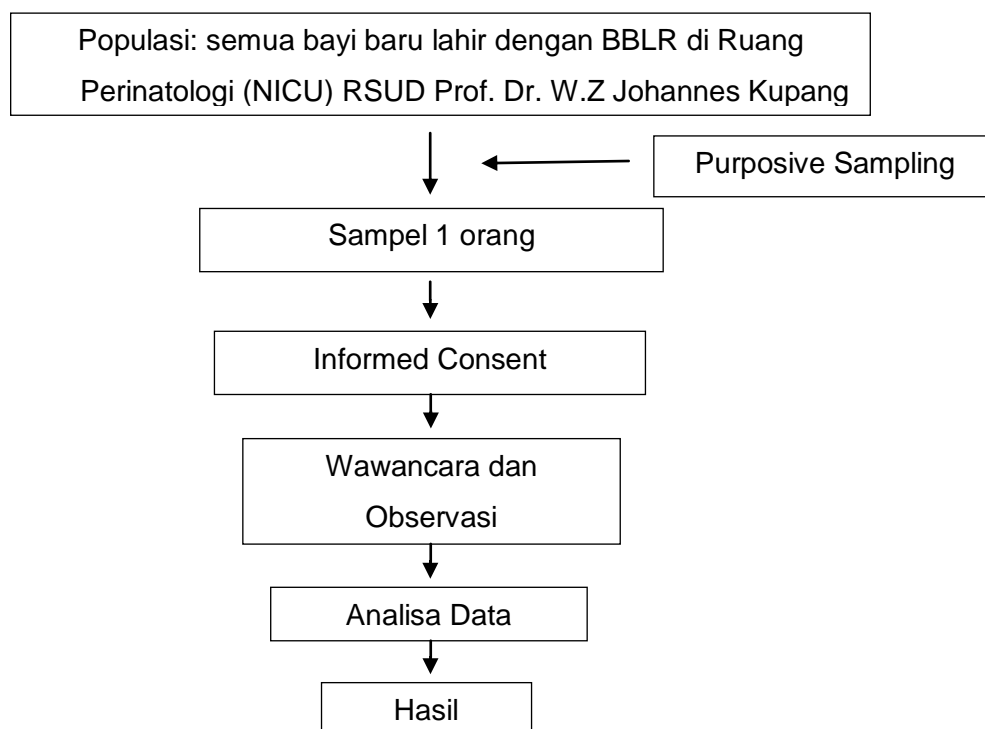 Populasi: semua bayi baru lahir dengan BBLR di Ruang
Perinatologi (NICU) RSUD Prof. Dr. W.Z Johannes Kupang
Purposive Sampling
Sampel 1 orang
Informed Consent
Wawancara dan
Observasi
Analisa Data
Hasil